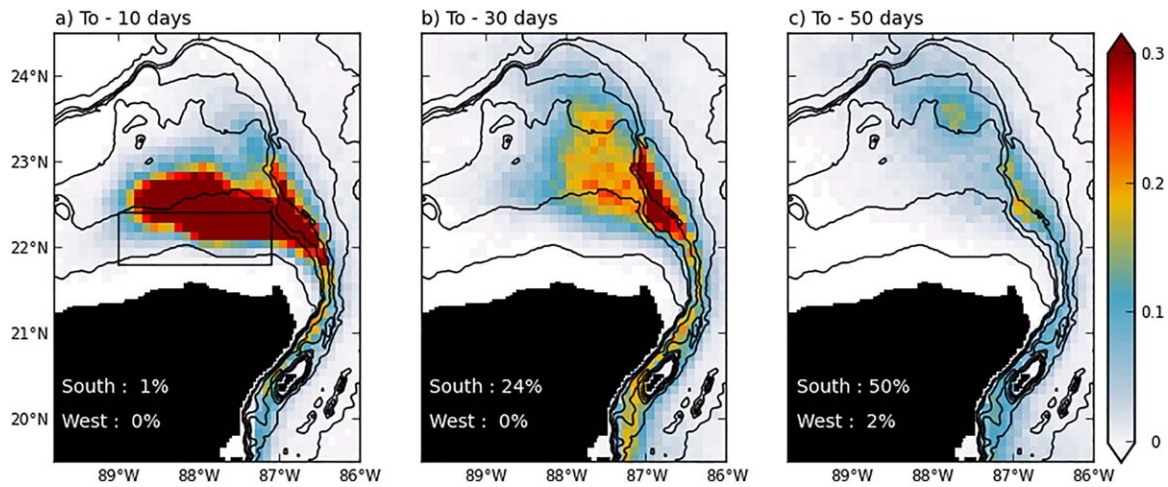 a) To - 10 days
b) To - 30 days
c) To - 50 days
24°N
23°N
22°N
21°N
20°N
South : 1%
West : 0%
South : 24%
West : 0%
South : 50%
West : 2%
0.3
0.2
0.1
0
89°W 88°W 87°W 86°W
89°W 88°W 87°W 86°W
89°W 88°W 87°W 86°W